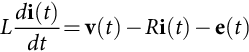 L d𝐢(t)/dt = 𝐯(t) − R𝐢(t) − 𝐞(t)